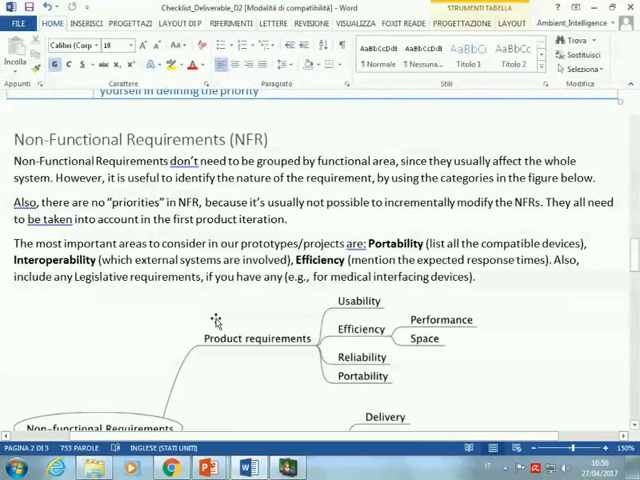 Checklist_Deliverable_02 [Modalità di compatibilità] - Word
STRUMENTI TABELLA
FILE HOME INSERISCI PROGETTAZI LAYOUT DI P RIFERIMENTI LETTERE REVISIONE VISUALIZZA FOXIT READER PROGETTAZIONE LAYOUT Ambient_Intelligence
Incolla
Calibri (Corp 10
AaBbCcDdI AaBbCcDdI AaBbCcD AaBbCcD
Trova
Sostituisci
G C S
¶ Normale ¶ Nessuna... Titolo 1 Titolo 2
Seleziona
Appunti Carattere Paragrafo Stili Modifica
yourself in defining the priority
Non-Functional Requirements (NFR)
Non-Functional Requirements don't need to be grouped by functional area, since they usually affect the whole
system. However, it is useful to identify the nature of the requirement, by using the categories in the figure below.
Also, there are no “priorities” in NFR, because it's usually not possible to incrementally modify the NFRs. They all need
to be taken into account in the first product iteration.
The most important areas to consider in our prototypes/projects are: Portability (list all the compatible devices),
Interoperability (which external systems are involved), Efficiency (mention the expected response times). Also,
include any Legislative requirements, if you have any (e.g., for medical interfacing devices).
Usability
Performance
Efficiency
Product requirements
Space
Reliability
Portability
Delivery
Non-functional Requirements
PAGINA 2 DI 3 753 PAROLE INGLESE (STATI UNITI) 150%
IT
16:56
27/04/2017